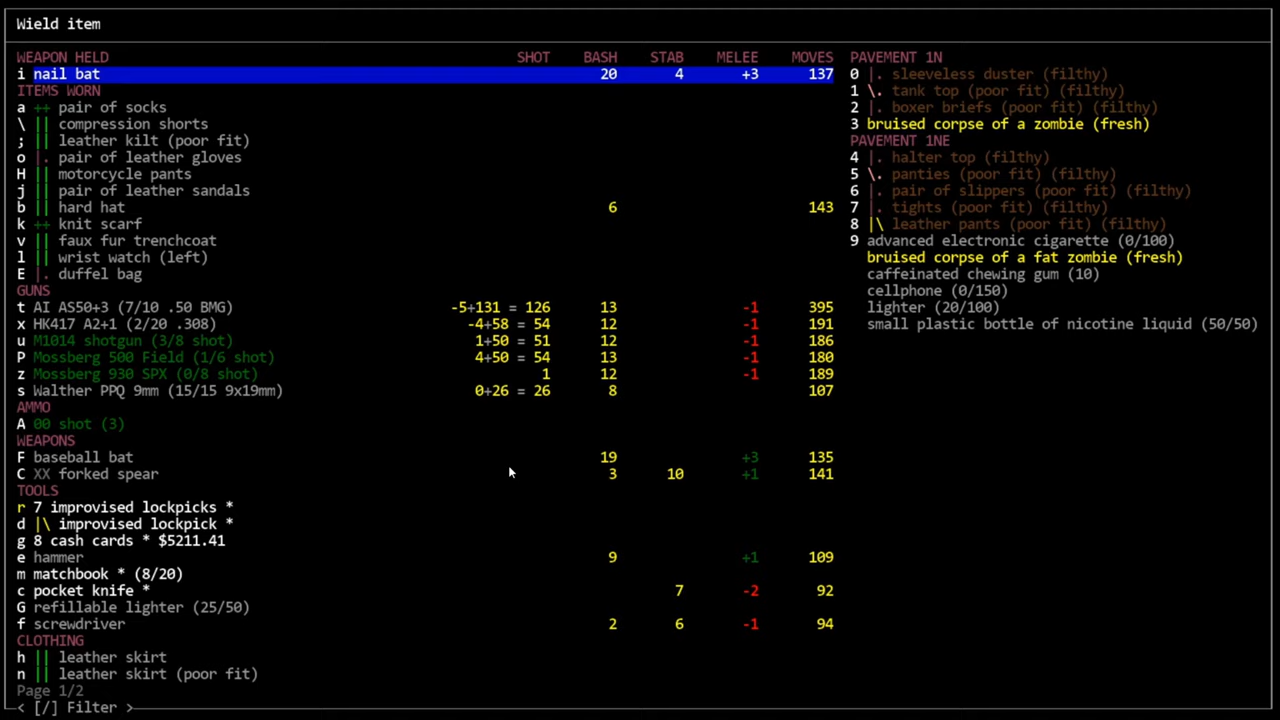 Wield item
WEAPON HELD SHOT BASH STAB MELEE MOVES
i nail bat 20 4 +3 137
ITEMS WORN
a ++ pair of socks
\ || compression shorts
; || leather kilt (poor fit)
o |. pair of leather gloves
H || motorcycle pants
j || pair of leather sandals
b || hard hat 6 143
k ++ knit scarf
v || faux fur trenchcoat
l || wrist watch (left)
E |. duffel bag
GUNS
t AI AS50+3 (7/10 .50 BMG) -5+131 = 126 13 -1 395
x HK417 A2+1 (2/20 .308) -4+58 = 54 12 -1 191
u M1014 shotgun (3/8 shot) 1+50 = 51 12 -1 186
P Mossberg 500 Field (1/6 shot) 4+50 = 54 13 -1 180
z Mossberg 930 SPX (0/8 shot) 1 12 -1 189
s Walther PPQ 9mm (15/15 9x19mm) 0+26 = 26 8 107
AMMO
A 00 shot (3)
WEAPONS
F baseball bat 19 +3 135
C XX forked spear 3 10 +1 141
TOOLS
r 7 improvised lockpicks *
d |\ improvised lockpick *
g 8 cash cards * $5211.41
e hammer 9 +1 109
m matchbook * (8/20)
c pocket knife * 7 -2 92
G refillable lighter (25/50)
f screwdriver 2 6 -1 94
CLOTHING
h || leather skirt
n || leather skirt (poor fit)
Page 1/2
< [/] Filter >
PAVEMENT 1N
0 |. sleeveless duster (filthy)
1 \. tank top (poor fit) (filthy)
2 |. boxer briefs (poor fit) (filthy)
3 bruised corpse of a zombie (fresh)
PAVEMENT 1NE
4 |. halter top (filthy)
5 \. panties (poor fit) (filthy)
6 |. pair of slippers (poor fit) (filthy)
7 |. tights (poor fit) (filthy)
8 |\ leather pants (poor fit) (filthy)
9 advanced electronic cigarette (0/100)
bruised corpse of a fat zombie (fresh)
caffeinated chewing gum (10)
cellphone (0/150)
lighter (20/100)
small plastic bottle of nicotine liquid (50/50)